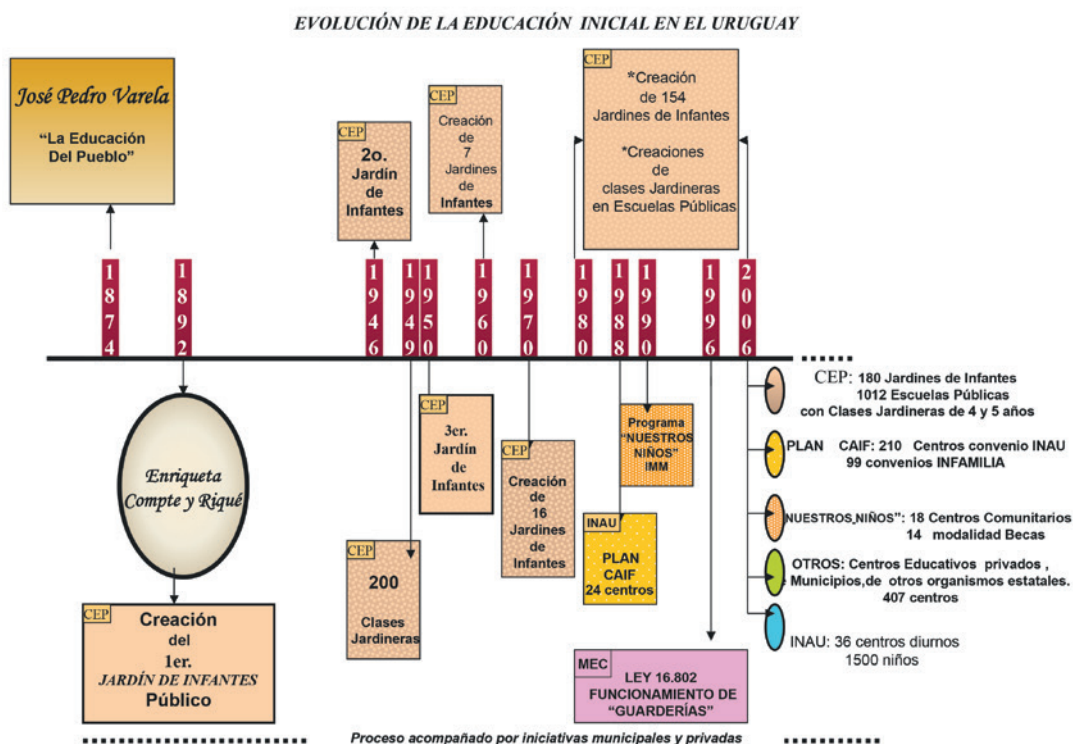 EVOLUCIÓN DE LA EDUCACIÓN INICIAL EN EL URUGUAY
José Pedro Varela
“La Educación
Del Pueblo”
CEP
2o.
Jardín
de
Infantes
CEP
Creación
de
7
Jardines
de
Infantes
CEP
*Creación
de 154
Jardines de Infantes
*Creaciones
de
clases Jardineras
en Escuelas Públicas
1874
1892
1946
1949
1950
1960
1970
1980
1988
1990
1996
2006
Enriqueta
Compte y Riqué
CEP
Creación
del
1er.
JARDÍN DE INFANTES
Público
CEP
200
Clases
Jardineras
CEP
3er.
Jardín
de
Infantes
CEP
Creación
de
16
Jardines
de
Infantes
INAU
PLAN
CAIF
24 centros
Programa
“NUESTROS
NIÑOS”
IMM
MEC
LEY 16.802
FUNCIONAMIENTO DE
“GUARDERÍAS”
CEP: 180 Jardines de Infantes
1012 Escuelas Públicas
con Clases Jardineras de 4 y 5 años
PLAN CAIF: 210 Centros convenio INAU
99 convenios INFAMILIA
NUESTROS NIÑOS”: 18 Centros Comunitarios
14 modalidad Becas
OTROS: Centros Educativos privados ,
Municipios,de otros organismos estatales.
407 centros
INAU: 36 centros diurnos
1500 niños
Proceso acompañado por iniciativas municipales y privadas